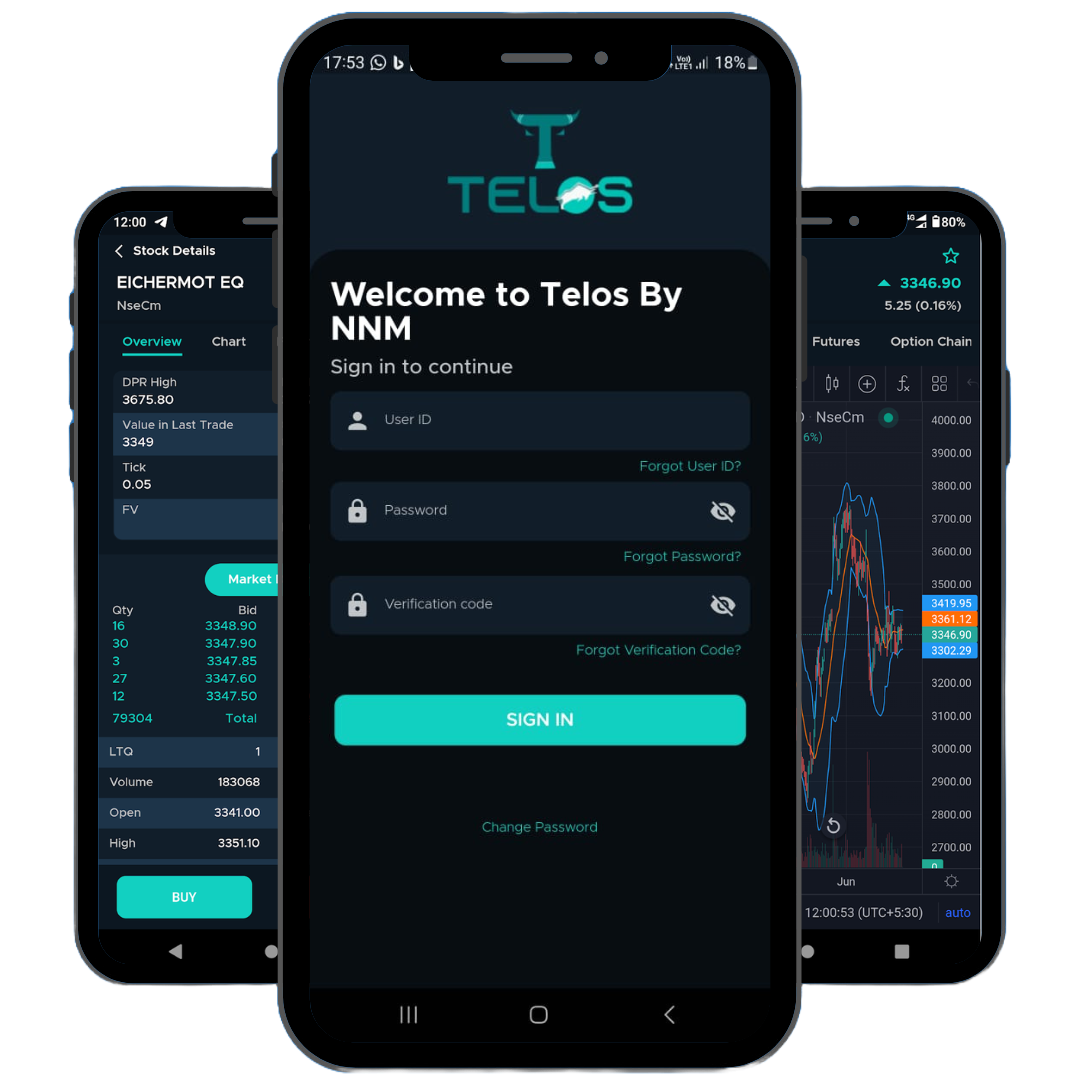 17:53
Voo)
LTE1
18%
TELOS
Welcome to Telos By
NNM
Sign in to continue
User ID
Forgot User ID?
Password
Forgot Password?
Verification code
Forgot Verification Code?
SIGN IN
Change Password
12:00
Stock Details
EICHERMOT EQ
NseCm
Overview Chart
DPR High
3675.80
Value in Last Trade
3349
Tick
0.05
FV
Market
Qty Bid
16 3348.90
30 3347.90
3 3347.85
27 3347.60
12 3347.50
79304 Total
LTQ 1
Volume 183068
Open 3341.00
High 3351.10
BUY
4G 80%
3346.90
5.25 (0.16%)
Futures Option Chain
NseCm
6%)
4000.00
3900.00
3800.00
3700.00
3600.00
3500.00
3419.95
3361.12
3346.90
3302.29
3200.00
3100.00
3000.00
2900.00
2800.00
2700.00
0
Jun
12:00:53 (UTC+5:30) auto